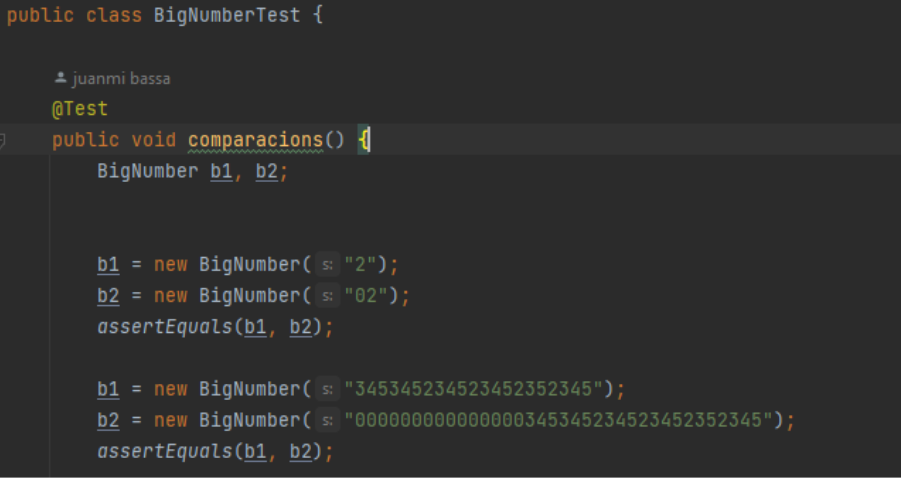 public class BigNumberTest {
juanmi bassa
@Test
public void comparacions() {
BigNumber b1, b2;
b1 = new BigNumber( s: "2");
b2 = new BigNumber( s: "02");
assertEquals(b1, b2);
b1 = new BigNumber( s: "345345234523452352345");
b2 = new BigNumber( s: "000000000000000345345234523452352345");
assertEquals(b1, b2);